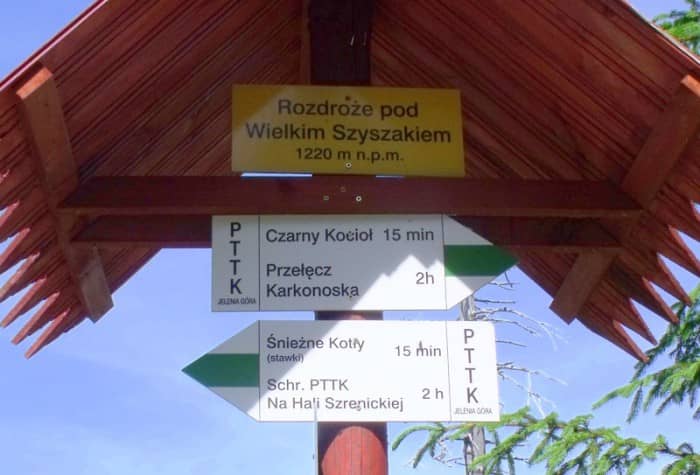 Rozdroże pod
Wielkim Szyszakiem
1220 m n.p.m.
PTTK
JELENIA GÓRA
Czarny Kocioł 15 min
Przełęcz
Karkonoska 2h
Śnieżne Kotły 15 min
(stawki)
Schr. PTTK
Na Hali Szrenickiej 2 h
PTTK
JELENIA GÓRA